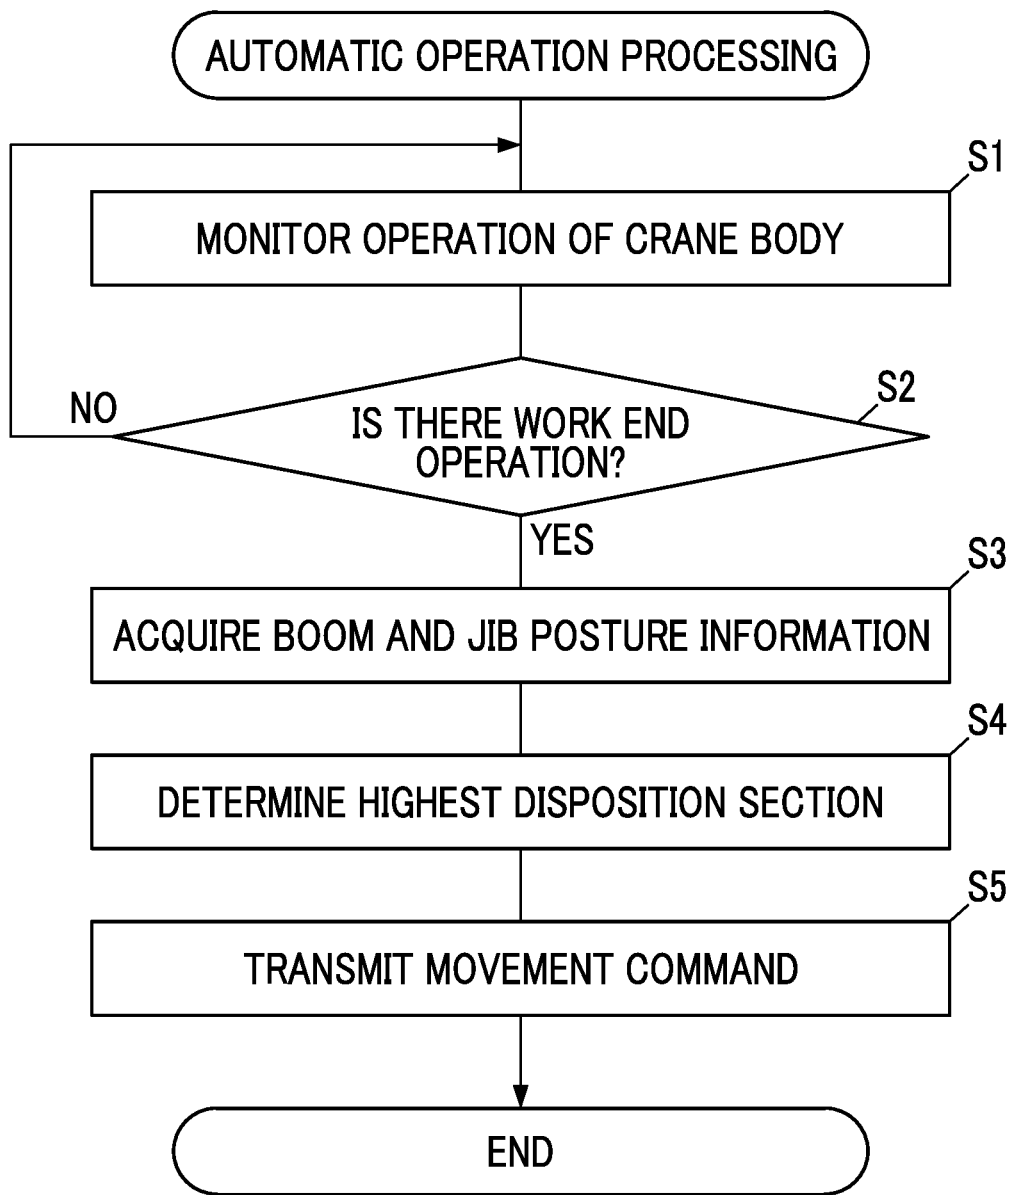 AUTOMATIC OPERATION PROCESSING
S1
MONITOR OPERATION OF CRANE BODY
S2
NO
IS THERE WORK END
OPERATION?
YES
S3
ACQUIRE BOOM AND JIB POSTURE INFORMATION
S4
DETERMINE HIGHEST DISPOSITION SECTION
S5
TRANSMIT MOVEMENT COMMAND
END